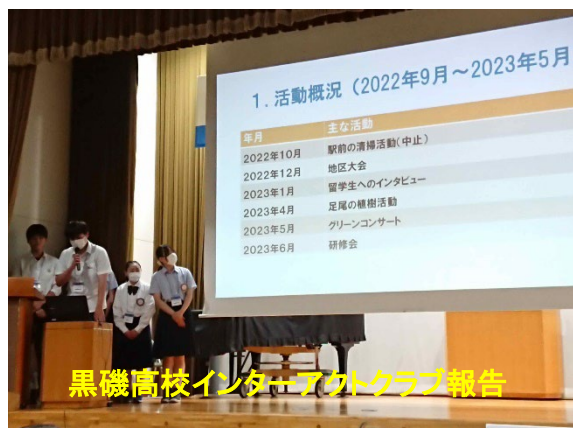 1.活動概況(2022年9月～2023年5月
年月 主な活動
2022年10月 駅前の清掃活動(中止)
2022年12月 地区大会
2023年1月 留学生へのインタビュー
2023年4月 足尾の植樹活動
2023年5月 グリーンコンサート
2023年6月 研修会
黒磯高校インターアクトクラブ報告